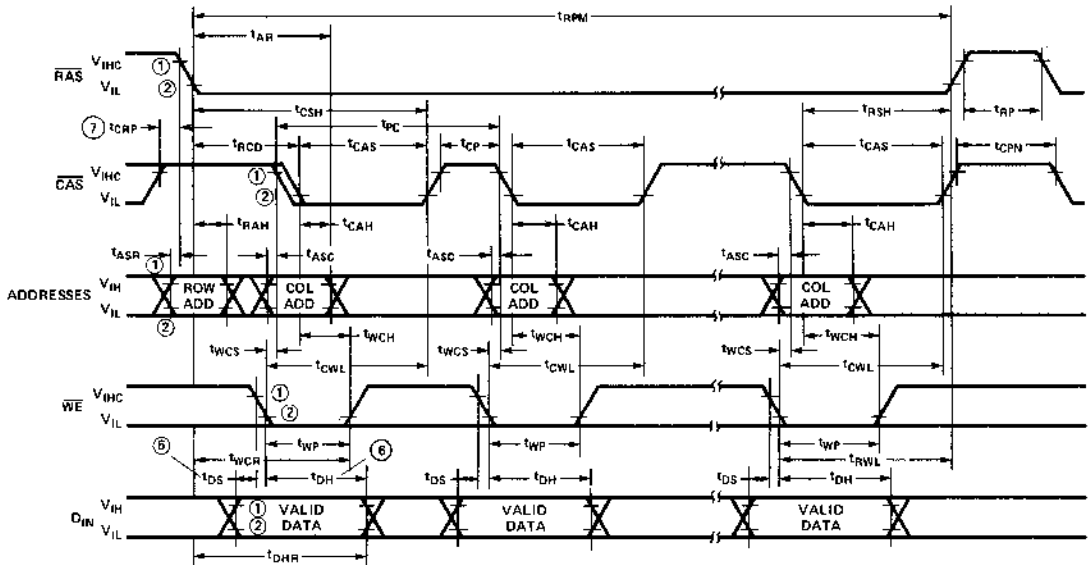 tRPM
tAR
RAS
VIHC
①
VIL
②
tCSH
tRSH
tRP
tPC
⑦ tCRP
tRCD
tCAS
tCP
tCAS
tCAS
tCPN
CAS
VIHC
①
VIL
②
tRAH
tCAH
tCAH
tCAH
tASR
tASC
tASC
tASC
ADDRESSES
①
VIH
VIL
②
ROW ADD
COL ADD
COL ADD
COL ADD
tWCH
tWCH
tWCH
tWCS
tWCS
tWCS
tCWL
tCWL
tCWL
WE
VIHC
①
VIL
②
tWP
tWP
tWP
⑥
tWCR
⑥
tRWL
tDS
tDH
tDS
tDH
tDS
tDH
DIN
VIH
①
VIL
②
VALID DATA
VALID DATA
VALID DATA
tDHR